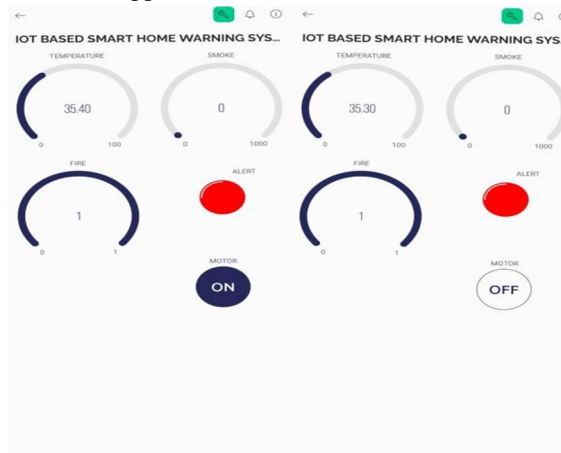 IOT BASED SMART HOME WARNING SYS...
TEMPERATURE
SMOKE
35.40
0
0
100
0
1000
FIRE
ALERT
1
0
1
MOTOR
ON
IOT BASED SMART HOME WARNING SYS
TEMPERATURE
SMOKE
35.30
0
0
100
0
1000
FIRE
ALERT
1
0
1
MOTOR
OFF